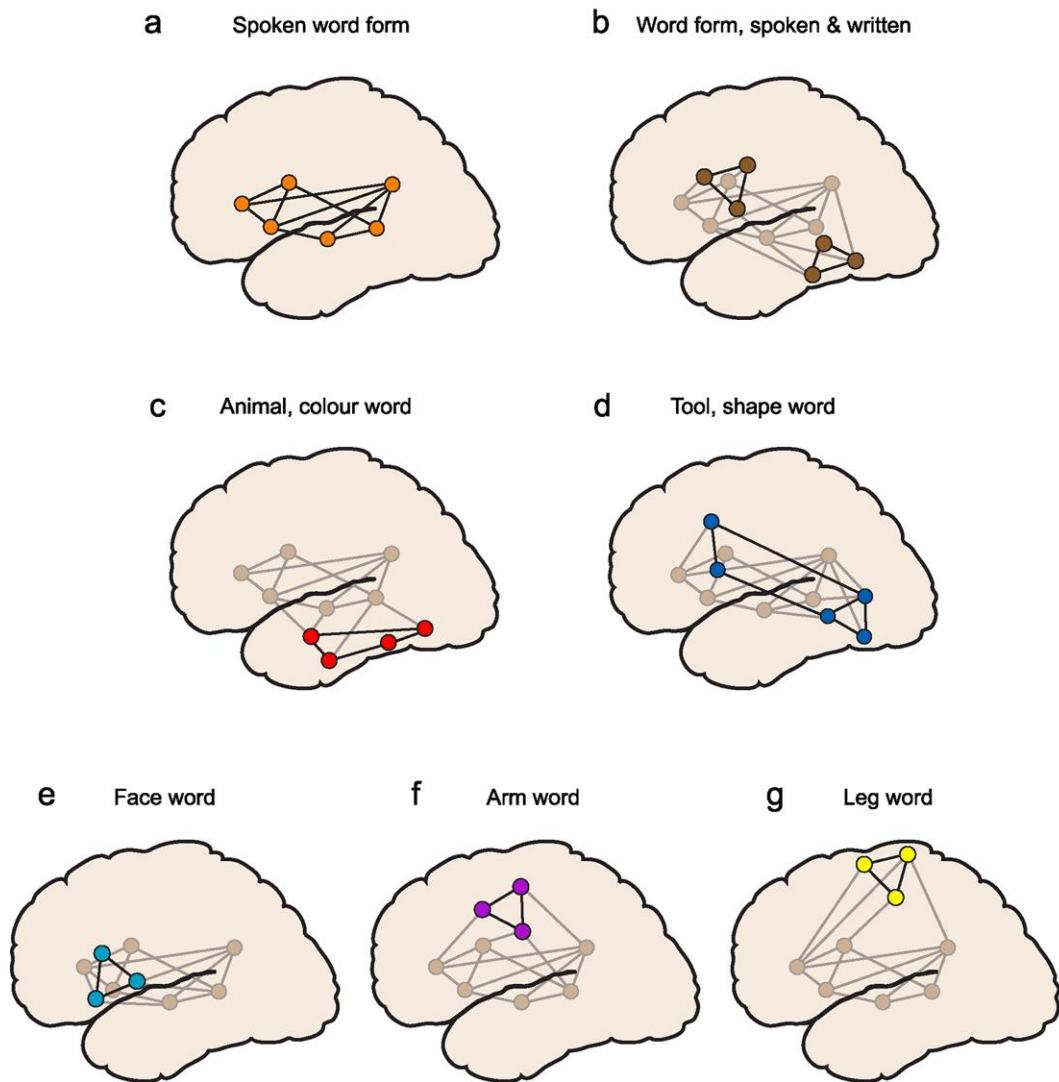 a Spoken word form
b Word form, spoken & written
c Animal, colour word
d Tool, shape word
e Face word
f Arm word
g Leg word